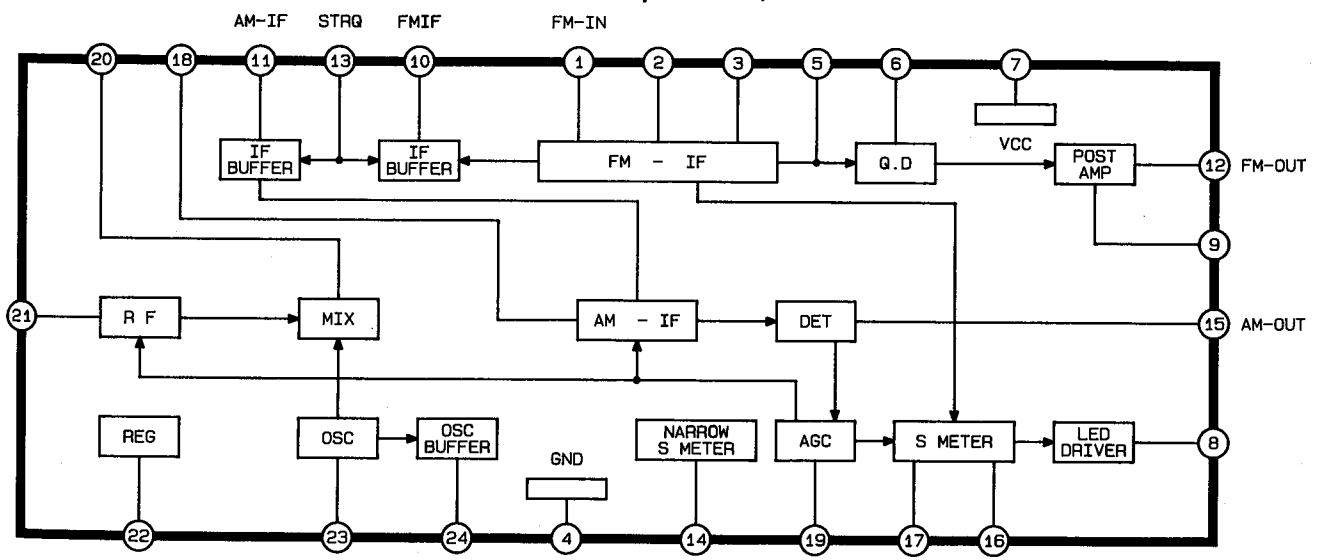 AM-IF STRQ FMIF FM-IN
20 18 11 13 10 1 2 3 5 6 7
IF BUFFER
IF BUFFER
FM - IF
Q.D
VCC
POST AMP
12 FM-OUT
9
21
R F
MIX
AM - IF
DET
15 AM-OUT
REG
OSC
OSC BUFFER
NARROW S METER
AGC
S METER
LED DRIVER
8
GND
22 23 24 4 14 19 17 16